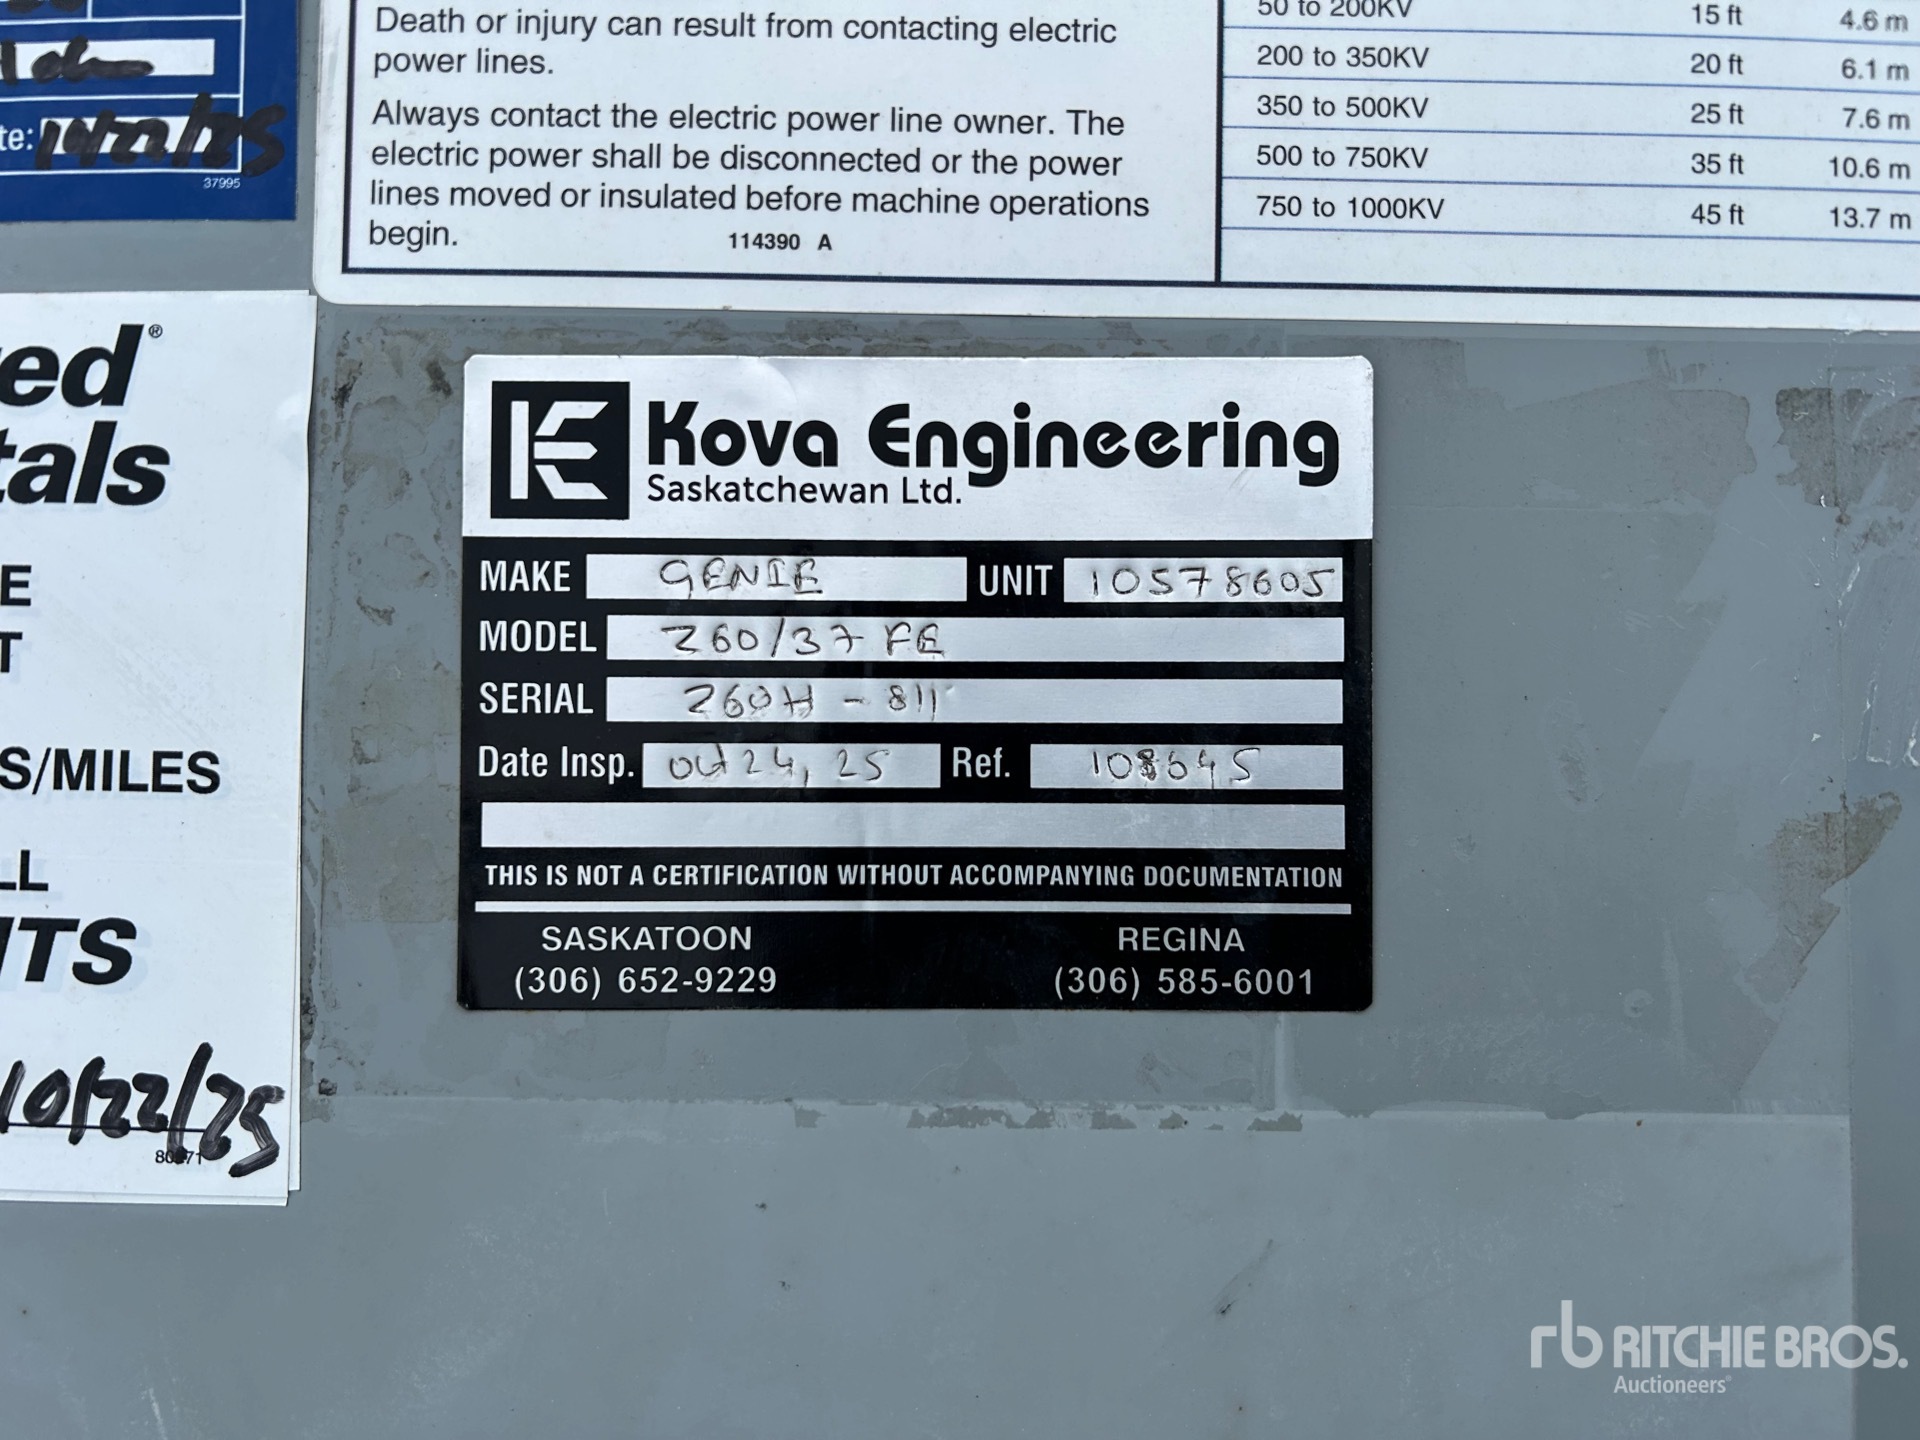 te: 10/22/25
37995
Death or injury can result from contacting electric
power lines.
Always contact the electric power line owner. The
electric power shall be disconnected or the power
lines moved or insulated before machine operations
begin.
114390 A
50 to 200KV 15 ft 4.6 m
200 to 350KV 20 ft 6.1 m
350 to 500KV 25 ft 7.6 m
500 to 750KV 35 ft 10.6 m
750 to 1000KV 45 ft 13.7 m
ed®
tals
E
T
S/MILES
LL
ITS
10/22/25
Kova Engineering
Saskatchewan Ltd.
MAKE GENIE UNIT 10578605
MODEL Z60/37 FE
SERIAL Z60H-811
Date Insp. Oct 24, 25 Ref. 108645
THIS IS NOT A CERTIFICATION WITHOUT ACCOMPANYING DOCUMENTATION
SASKATOON REGINA
(306) 652-9229 (306) 585-6001
rb RITCHIE BROS.
Auctioneers